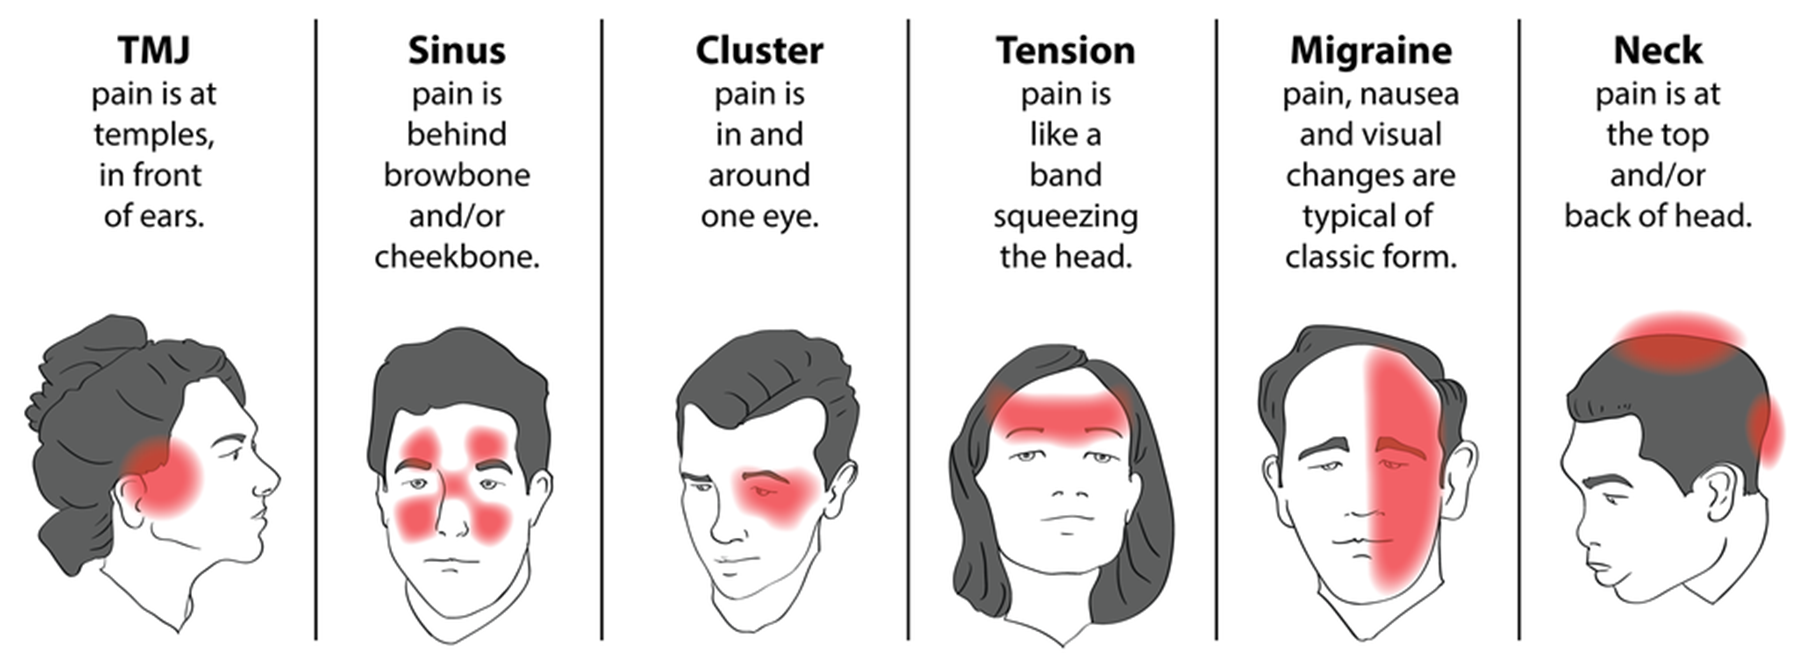 TMJ
pain is at
temples,
in front
of ears.
Sinus
pain is
behind
browbone
and/or
cheekbone.
Cluster
pain is
in and
around
one eye.
Tension
pain is
like a
band
squeezing
the head.
Migraine
pain, nausea
and visual
changes are
typical of
classic form.
Neck
pain is at
the top
and/or
back of head.